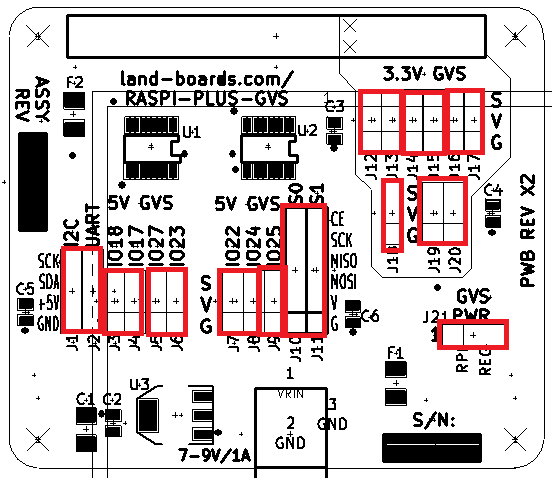 3.3V GVS
land-boards.com/
RASPI-PLUS-GVS
ASSY
REV
F2
C3
S
V
G
U1
U2
J12
J13
J14
J15
J16
J17
5V GVS
5V GVS
S0
S1
S
V
G
C4
PWB REV X2
I2C
UART
IO18
IO17
IO27
IO23
IO22
IO24
IO25
CE
SCK
MISO
MOSI
V
G
SCK
SDA
+5V
GND
S
V
G
J19
J20
C5
C6
J1
J2
J3
J4
J5
J6
J7
J8
J9
J10
J11
GVS
PWR
J21
RPI
REG
F1
U3
C1
C2
1
VRIN
2
GND
3
GND
7-9V/1A
S/N: